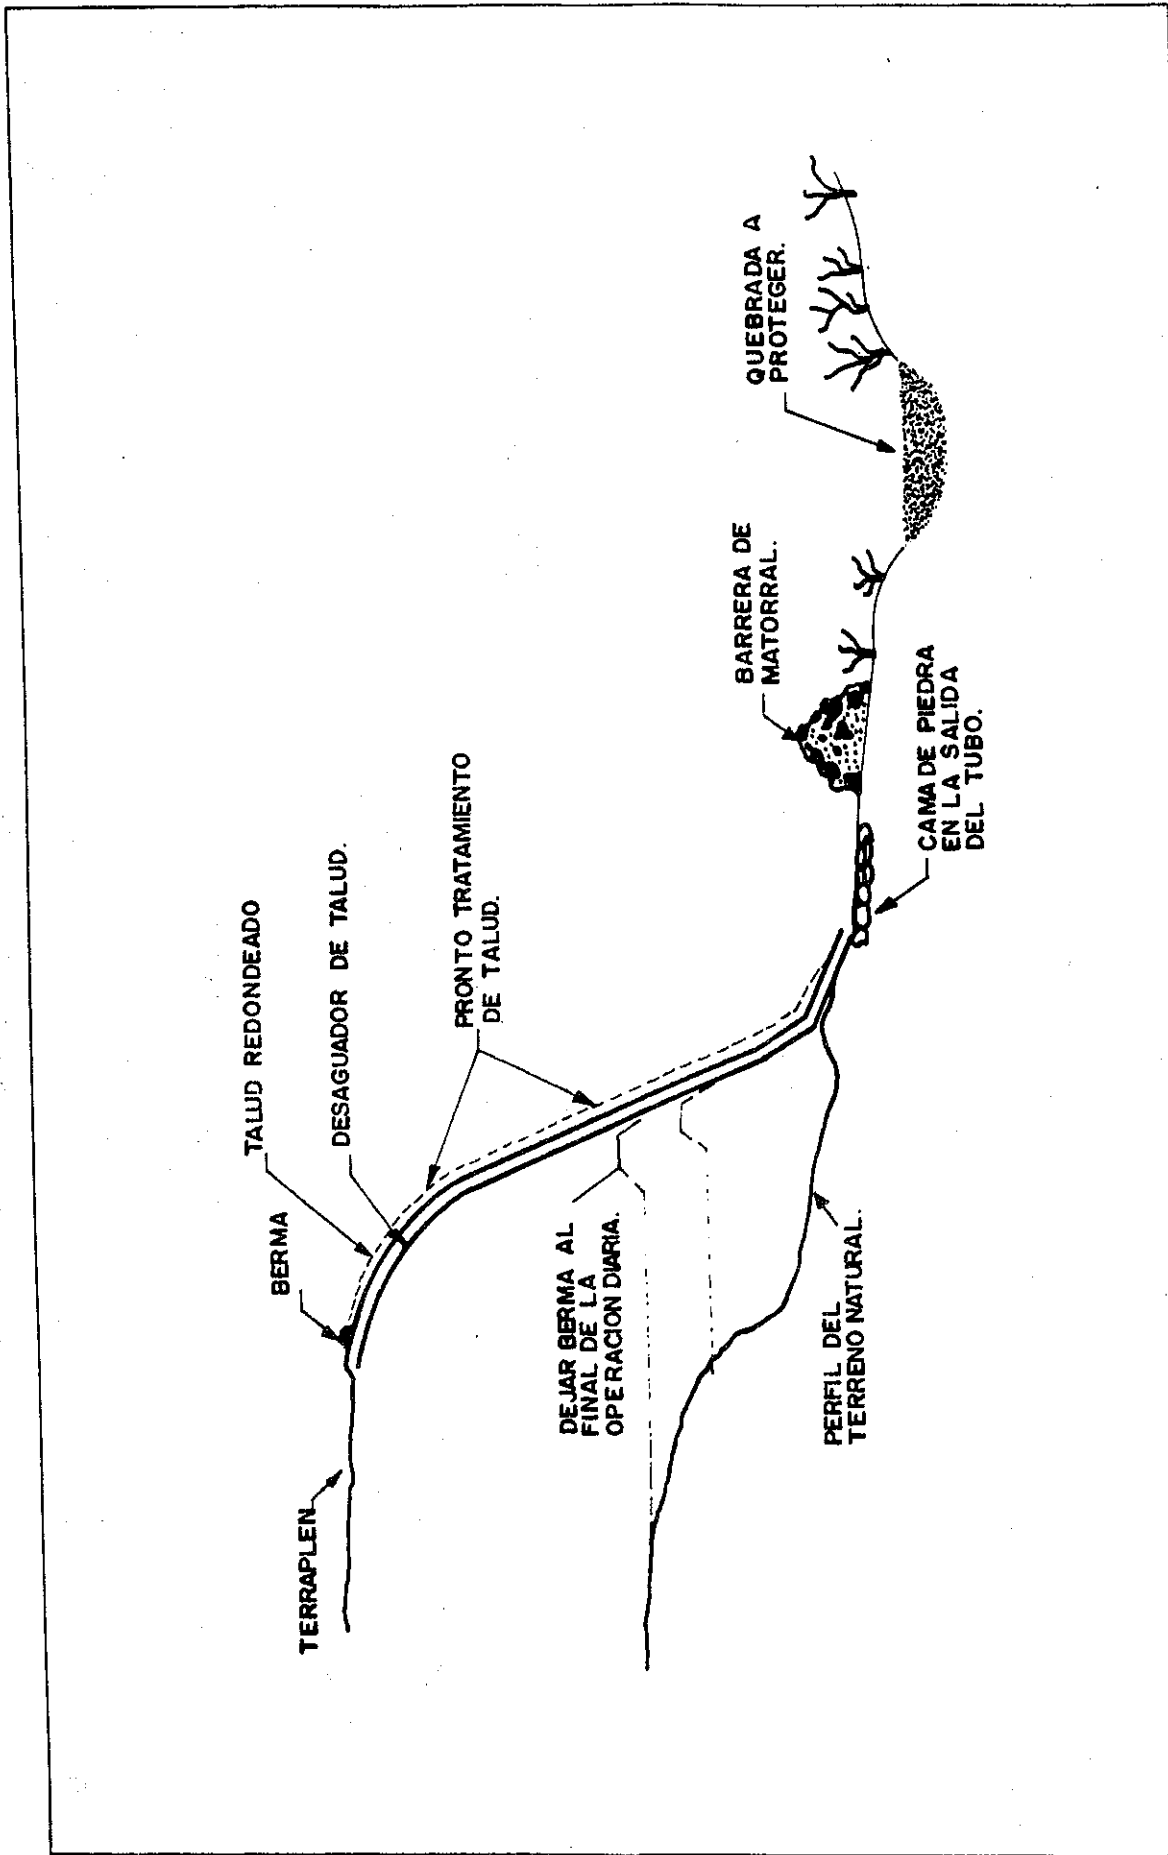 TERRAPLEN
BERMA
TALUD REDONDEADO
DESAGUADOR DE TALUD.
PRONTO TRATAMIENTO
DE TALUD.
DEJAR BERMA AL
FINAL DE LA
OPERACION DIARIA.
PERFIL DEL
TERRENO NATURAL.
BARRERA DE
MATORRAL.
CAMA DE PIEDRA
EN LA SALIDA
DEL TUBO.
QUEBRADA A
PROTEGER.